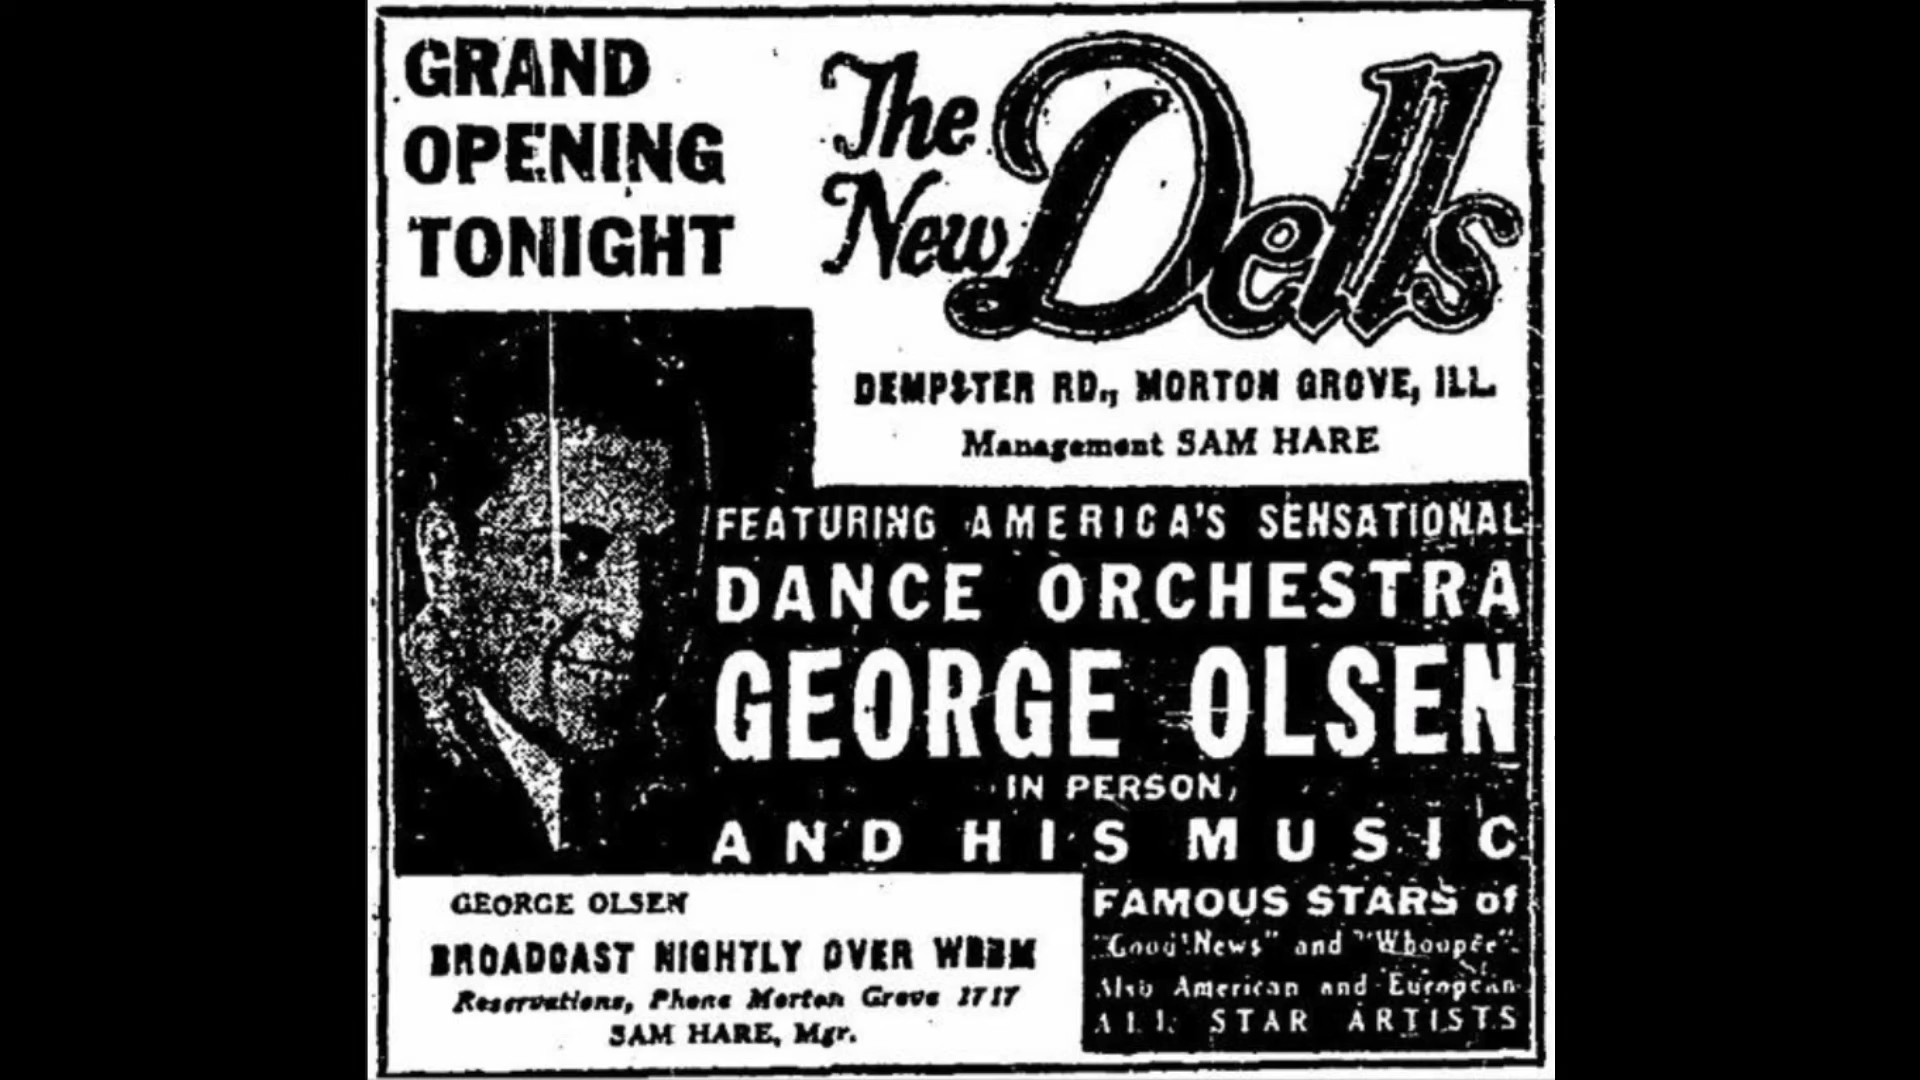 GRAND
OPENING
TONIGHT
The
New Dells
DEMPSTER RD., MORTON GROVE, ILL.
Management SAM HARE
FEATURING AMERICA'S SENSATIONAL
DANCE ORCHESTRA
GEORGE OLSEN
IN PERSON,
AND HIS MUSIC
GEORGE OLSEN
BROADCAST NIGHTLY OVER WBBM
Reservations, Phone Morton Grove 1717
SAM HARE, Mgr.
FAMOUS STARS of
"Good News" and "Whoopee"
Also American and European
ALL STAR ARTISTS